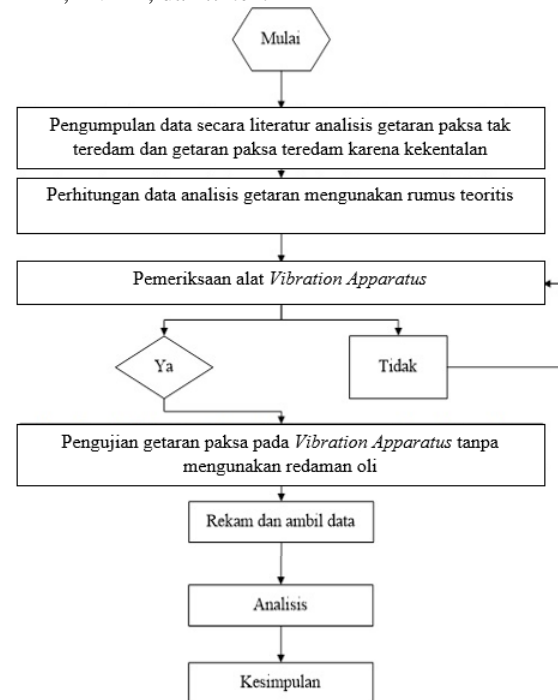 Mulai
Pengumpulan data secara literatur analisis getaran paksa tak
teredam dan getaran paksa teredam karena kekentalan
Perhitungan data analisis getaran mengunakan rumus teoritis
Pemeriksaan alat Vibration Apparatus
Ya
Tidak
Pengujian getaran paksa pada Vibration Apparatus tanpa
mengunakan redaman oli
Rekam dan ambil data
Analisis
Kesimpulan